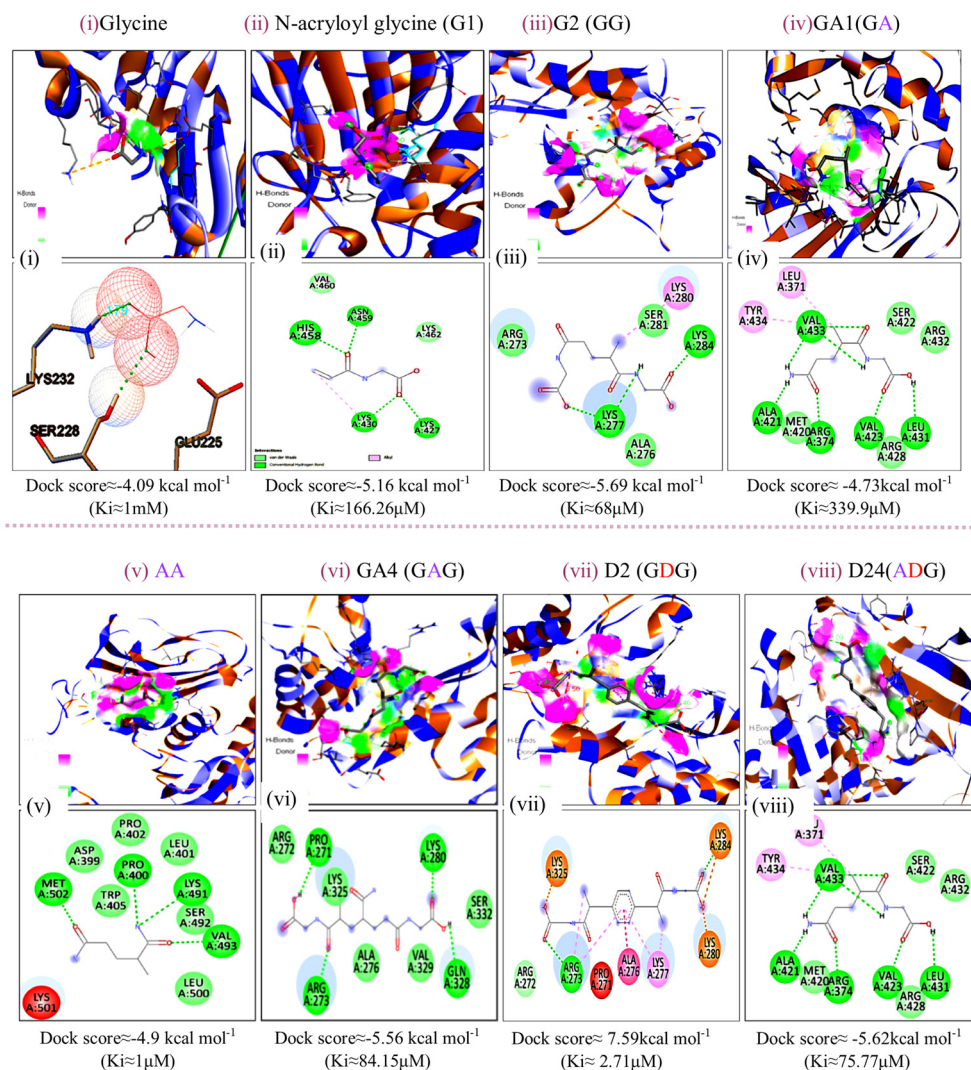 (i)Glycine
(ii) N-acryloyl glycine (G1)
(iii)G2 (GG)
(iv)GA1(GA)
H-Bonds
Donor
(i)
H-Bonds
Donor
(ii)
H-Bonds
Donor
(iii)
H-Bonds
Donor
(iv)
LYS232
SER228
GLU225
VAL
A:460
HIS
A:458
ASN
A:459
LYS
A:462
LYS
A:430
LYS
A:427
Interactions
van der Waals
Conventional Hydrogen Bond
Alkyl
ARG
A:273
SER
A:281
LYS
A:280
LYS
A:284
LYS
A:277
ALA
A:276
LEU
A:371
TYR
A:434
VAL
A:433
SER
A:422
ARG
A:432
ALA
A:421
MET
A:420
ARG
A:374
VAL
A:423
ARG
A:428
LEU
A:431
Dock score≈-4.09 kcal mol-1
(Ki≈1mM)
Dock score≈-5.16 kcal mol-1
(Ki≈166.26μM)
Dock score≈-5.69 kcal mol-1
(Ki≈68μM)
Dock score≈ -4.73kcal mol-1
(Ki≈339.9μM)
(v) AA
(vi) GA4 (GAG)
(vii) D2 (GDG)
(viii) D24(ADG)
(v)
H-Bonds
Donor
(vi)
H-Bonds
Donor
(vii)
H-Bonds
Donor
(viii)
PRO
A:402
ASP
A:399
PRO
A:400
LEU
A:401
MET
A:502
TRP
A:405
LYS
A:491
SER
A:492
VAL
A:493
LEU
A:500
LYS
A:501
ARG
A:272
PRO
A:271
LYS
A:325
LYS
A:280
SER
A:332
ALA
A:276
VAL
A:329
GLN
A:328
ARG
A:273
LYS
A:325
LYS
A:284
ARG
A:272
ARG
A:273
PRO
A:271
ALA
A:276
LYS
A:277
LYS
A:280
U
A:371
TYR
A:434
VAL
A:433
SER
A:422
ARG
A:432
ALA
A:421
MET
A:420
ARG
A:374
VAL
A:423
ARG
A:428
LEU
A:431
Dock score≈-4.9 kcal mol-1
(Ki≈1μM)
Dock score≈-5.56 kcal mol-1
(Ki≈84.15μM)
Dock score≈ 7.59kcal mol-1
(Ki≈ 2.71μM)
Dock score≈ -5.62kcal mol-1
(Ki≈75.77μM)